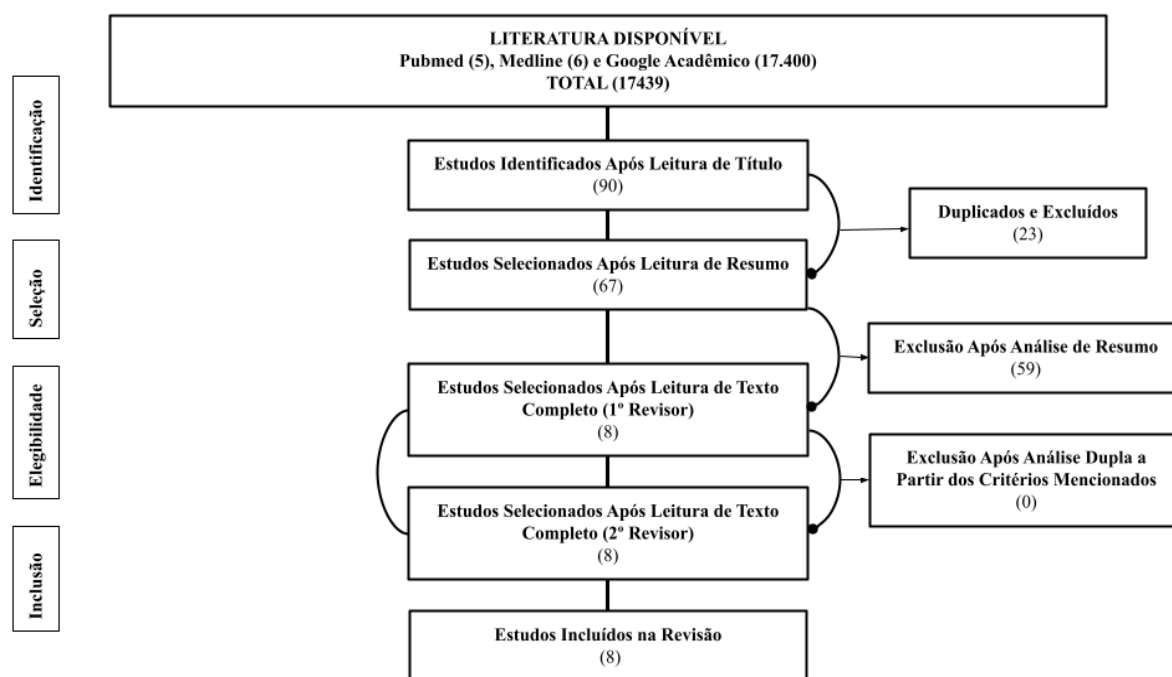 LITERATURA DISPONÍVEL
Pubmed (5), Medline (6) e Google Acadêmico (17.400)
TOTAL (17439)
Identificação
Estudos Identificados Após Leitura de Título
(90)
Duplicados e Excluídos
(23)
Seleção
Estudos Selecionados Após Leitura de Resumo
(67)
Exclusão Após Análise de Resumo
(59)
Elegibilidade
Estudos Selecionados Após Leitura de Texto
Completo (1º Revisor)
(8)
Exclusão Após Análise Dupla a
Partir dos Critérios Mencionados
(0)
Estudos Selecionados Após Leitura de Texto
Completo (2º Revisor)
(8)
Inclusão
Estudos Incluídos na Revisão
(8)